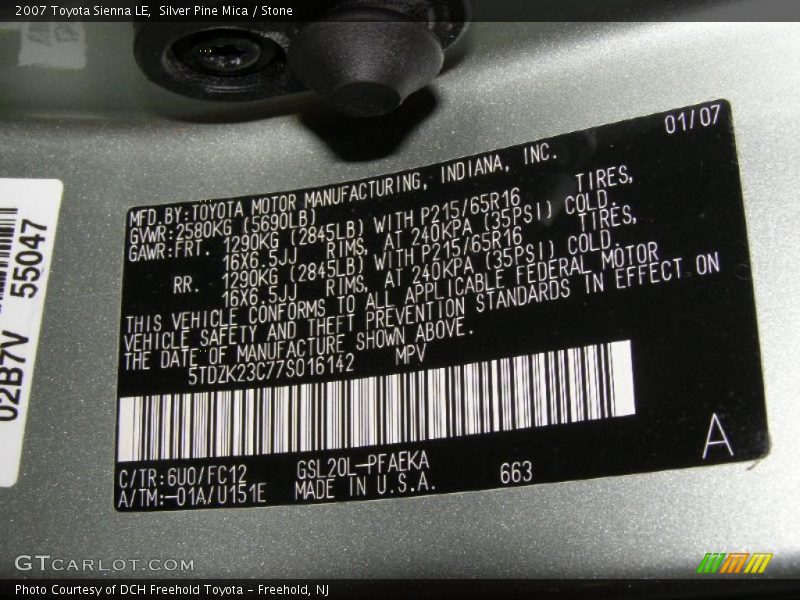 2007 Toyota Sienna LE,  Silver Pine Mica / Stone
01/07
MFD.BY:TOYOTA MOTOR MANUFACTURING, INDIANA, INC.
GVWR:2580KG (5690LB)
GAWR:FRT. 1290KG (2845LB) WITH P215/65R16 TIRES,
16X6.5JJ RIMS, AT 240KPA (35PSI) COLD.
RR. 1290KG (2845LB) WITH P215/65R16 TIRES,
16X6.5JJ RIMS, AT 240KPA (35PSI) COLD.
THIS VEHICLE CONFORMS TO ALL APPLICABLE FEDERAL MOTOR
VEHICLE SAFETY AND THEFT PREVENTION STANDARDS IN EFFECT ON
THE DATE OF MANUFACTURE SHOWN ABOVE.
5TDZK23C77S016142 MPV
A
C/TR:6U0/FC12 GSL20L-PFAEKA
A/TM:-01A/U151E MADE IN U.S.A. 663
02B7V 55047
GTCARLOT.COM
Photo Courtesy of DCH Freehold Toyota - Freehold, NJ